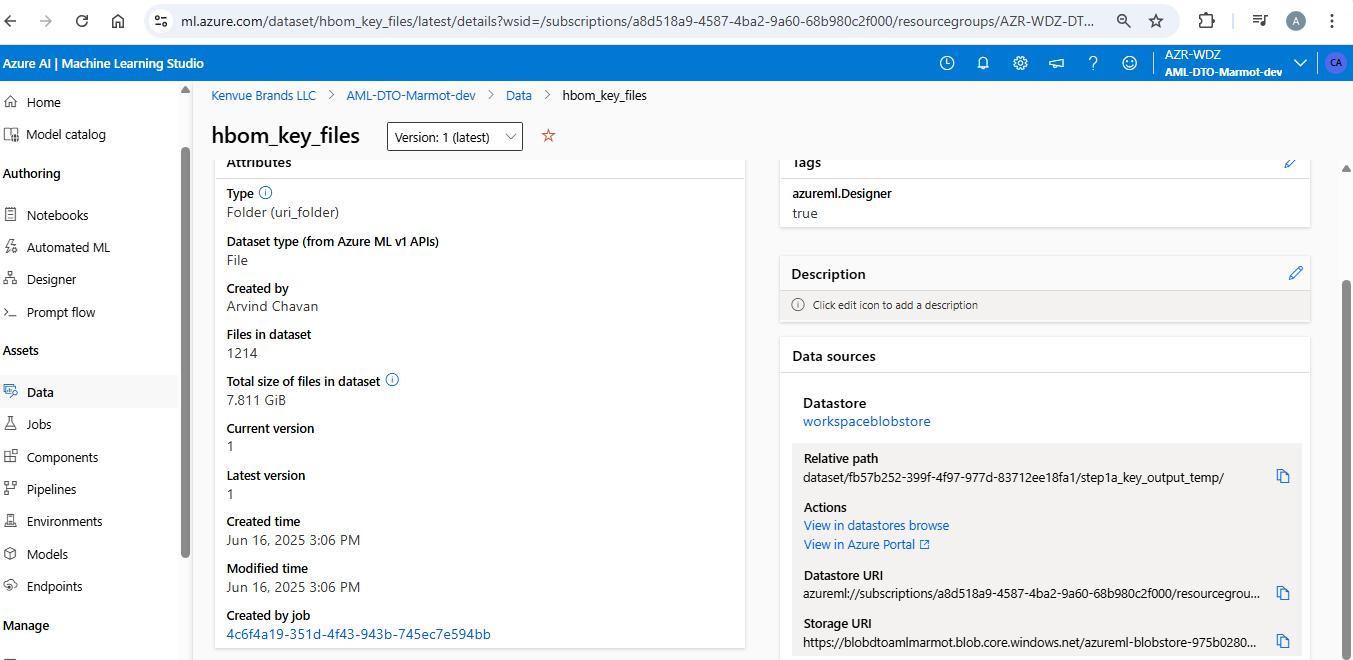 ml.azure.com/dataset/hbom_key_files/latest/details?wsid=/subscriptions/a8d518a9-4587-4ba2-9a60-68b980c2f000/resourcegroups/AZR-WDZ-DT...
A
Azure AI | Machine Learning Studio
AZR-WDZ
AML-DTO-Marmot-dev
CA
Home
Model catalog
Authoring
Notebooks
Automated ML
Designer
Prompt flow
Assets
Data
Jobs
Components
Pipelines
Environments
Models
Endpoints
Manage
Kenvue Brands LLC > AML-DTO-Marmot-dev > Data > hbom_key_files
hbom_key_files
Version: 1 (latest)
Attributes
Type
Folder (uri_folder)
Dataset type (from Azure ML v1 APIs)
File
Created by
Arvind Chavan
Files in dataset
1214
Total size of files in dataset
7.811 GiB
Current version
1
Latest version
1
Created time
Jun 16, 2025 3:06 PM
Modified time
Jun 16, 2025 3:06 PM
Created by job
4c6f4a19-351d-4f43-943b-745ec7e594bb
Tags
azureml.Designer
true
Description
Click edit icon to add a description
Data sources
Datastore
workspaceblobstore
Relative path
dataset/fb57b252-399f-4f97-977d-83712ee18fa1/step1a_key_output_temp/
Actions
View in datastores browse
View in Azure Portal
Datastore URI
azureml://subscriptions/a8d518a9-4587-4ba2-9a60-68b980c2f000/resourcegrou...
Storage URI
https://blobdtoamlmarmot.blob.core.windows.net/azureml-blobstore-975b0280...